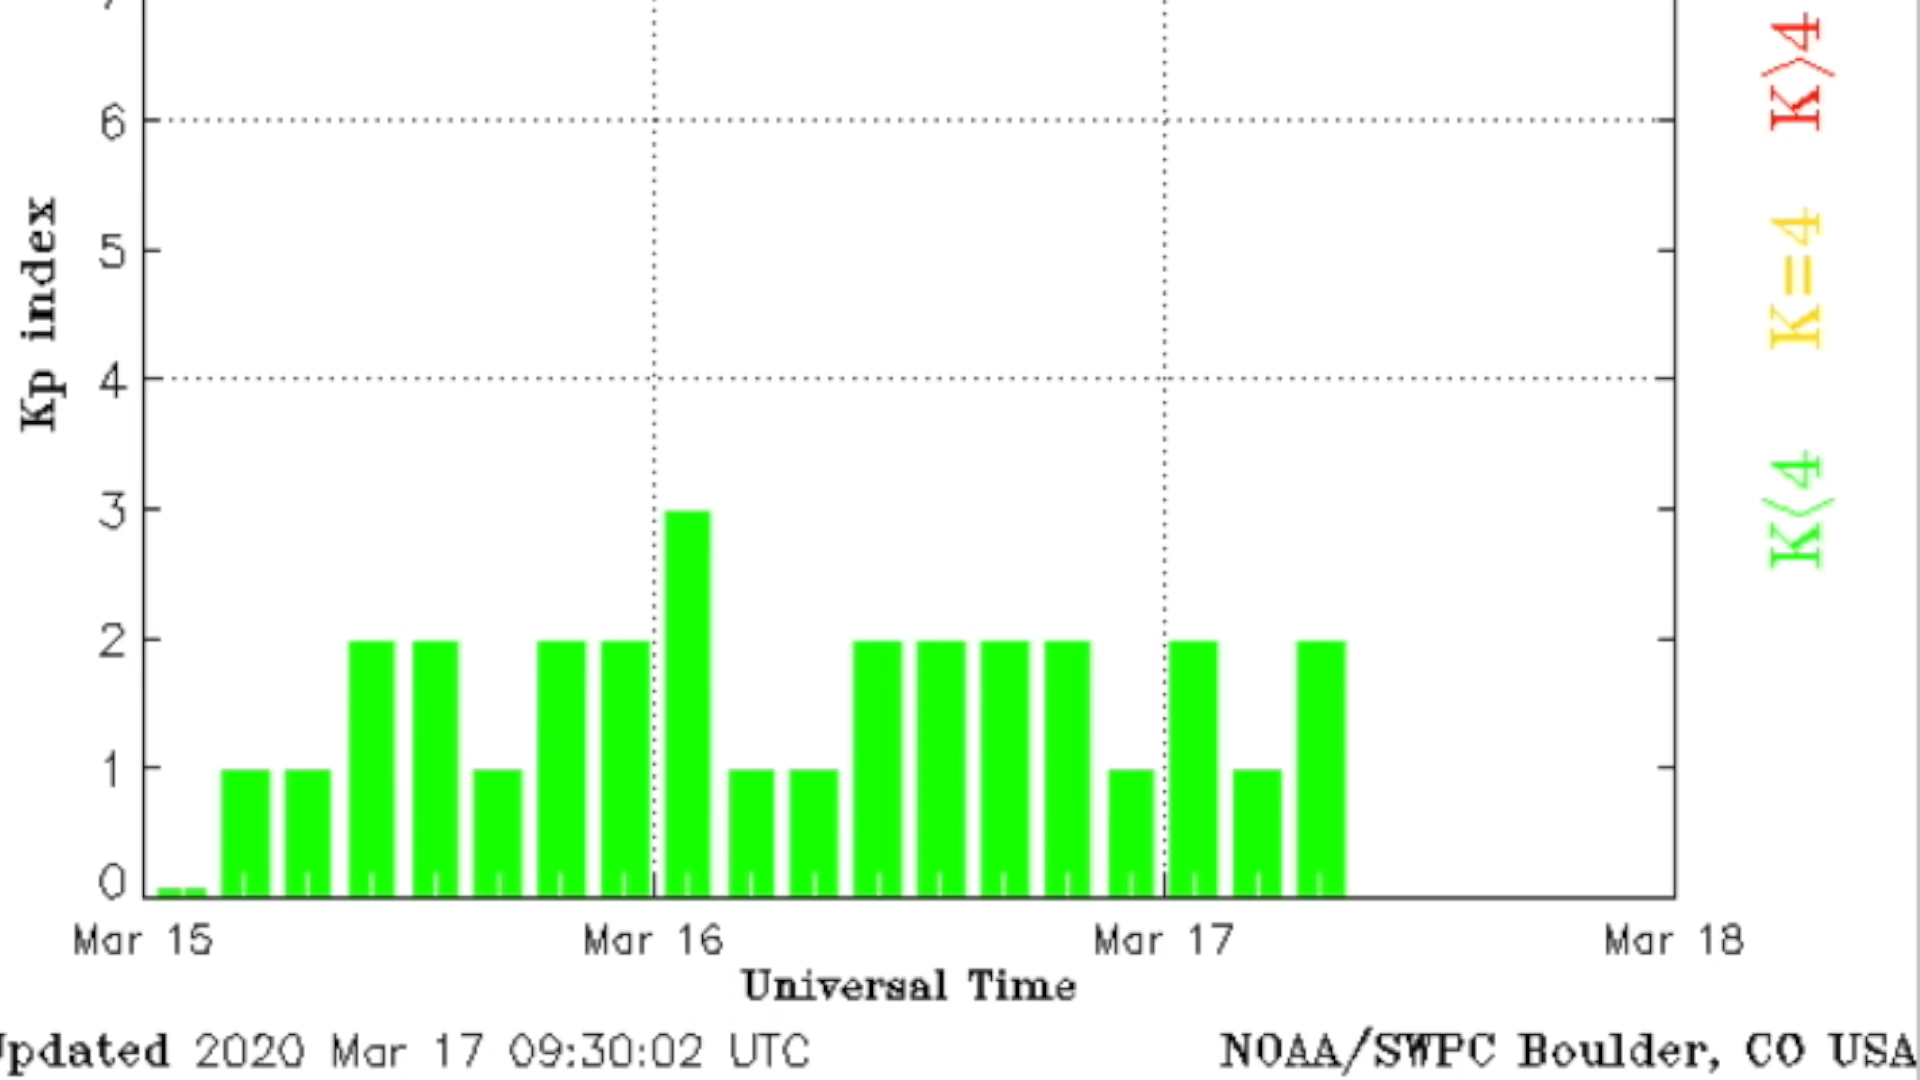 6
5
4
3
2
1
0
Kp index
Mar 15 Mar 16 Mar 17 Mar 18
Universal Time
Updated 2020 Mar 17 09:30:02 UTC NOAA/SWPC Boulder, CO USA
K<4 K=4 K>4